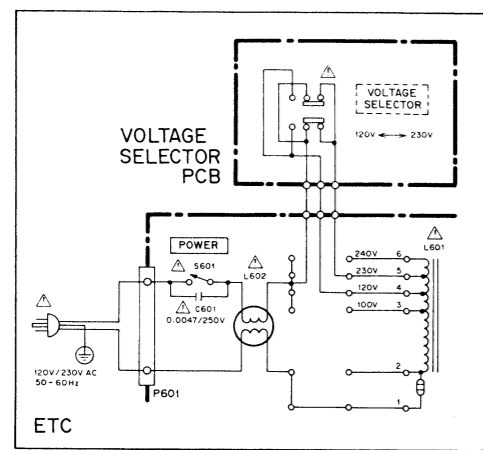 VOLTAGE
SELECTOR
120V ↔ 230V
VOLTAGE
SELECTOR
PCB
POWER
S601
C601
0.0047/250V
L602
L601
240V 6
230V 5
120V 4
100V 3
2
1
120V/230V AC
50-60Hz
P601
ETC